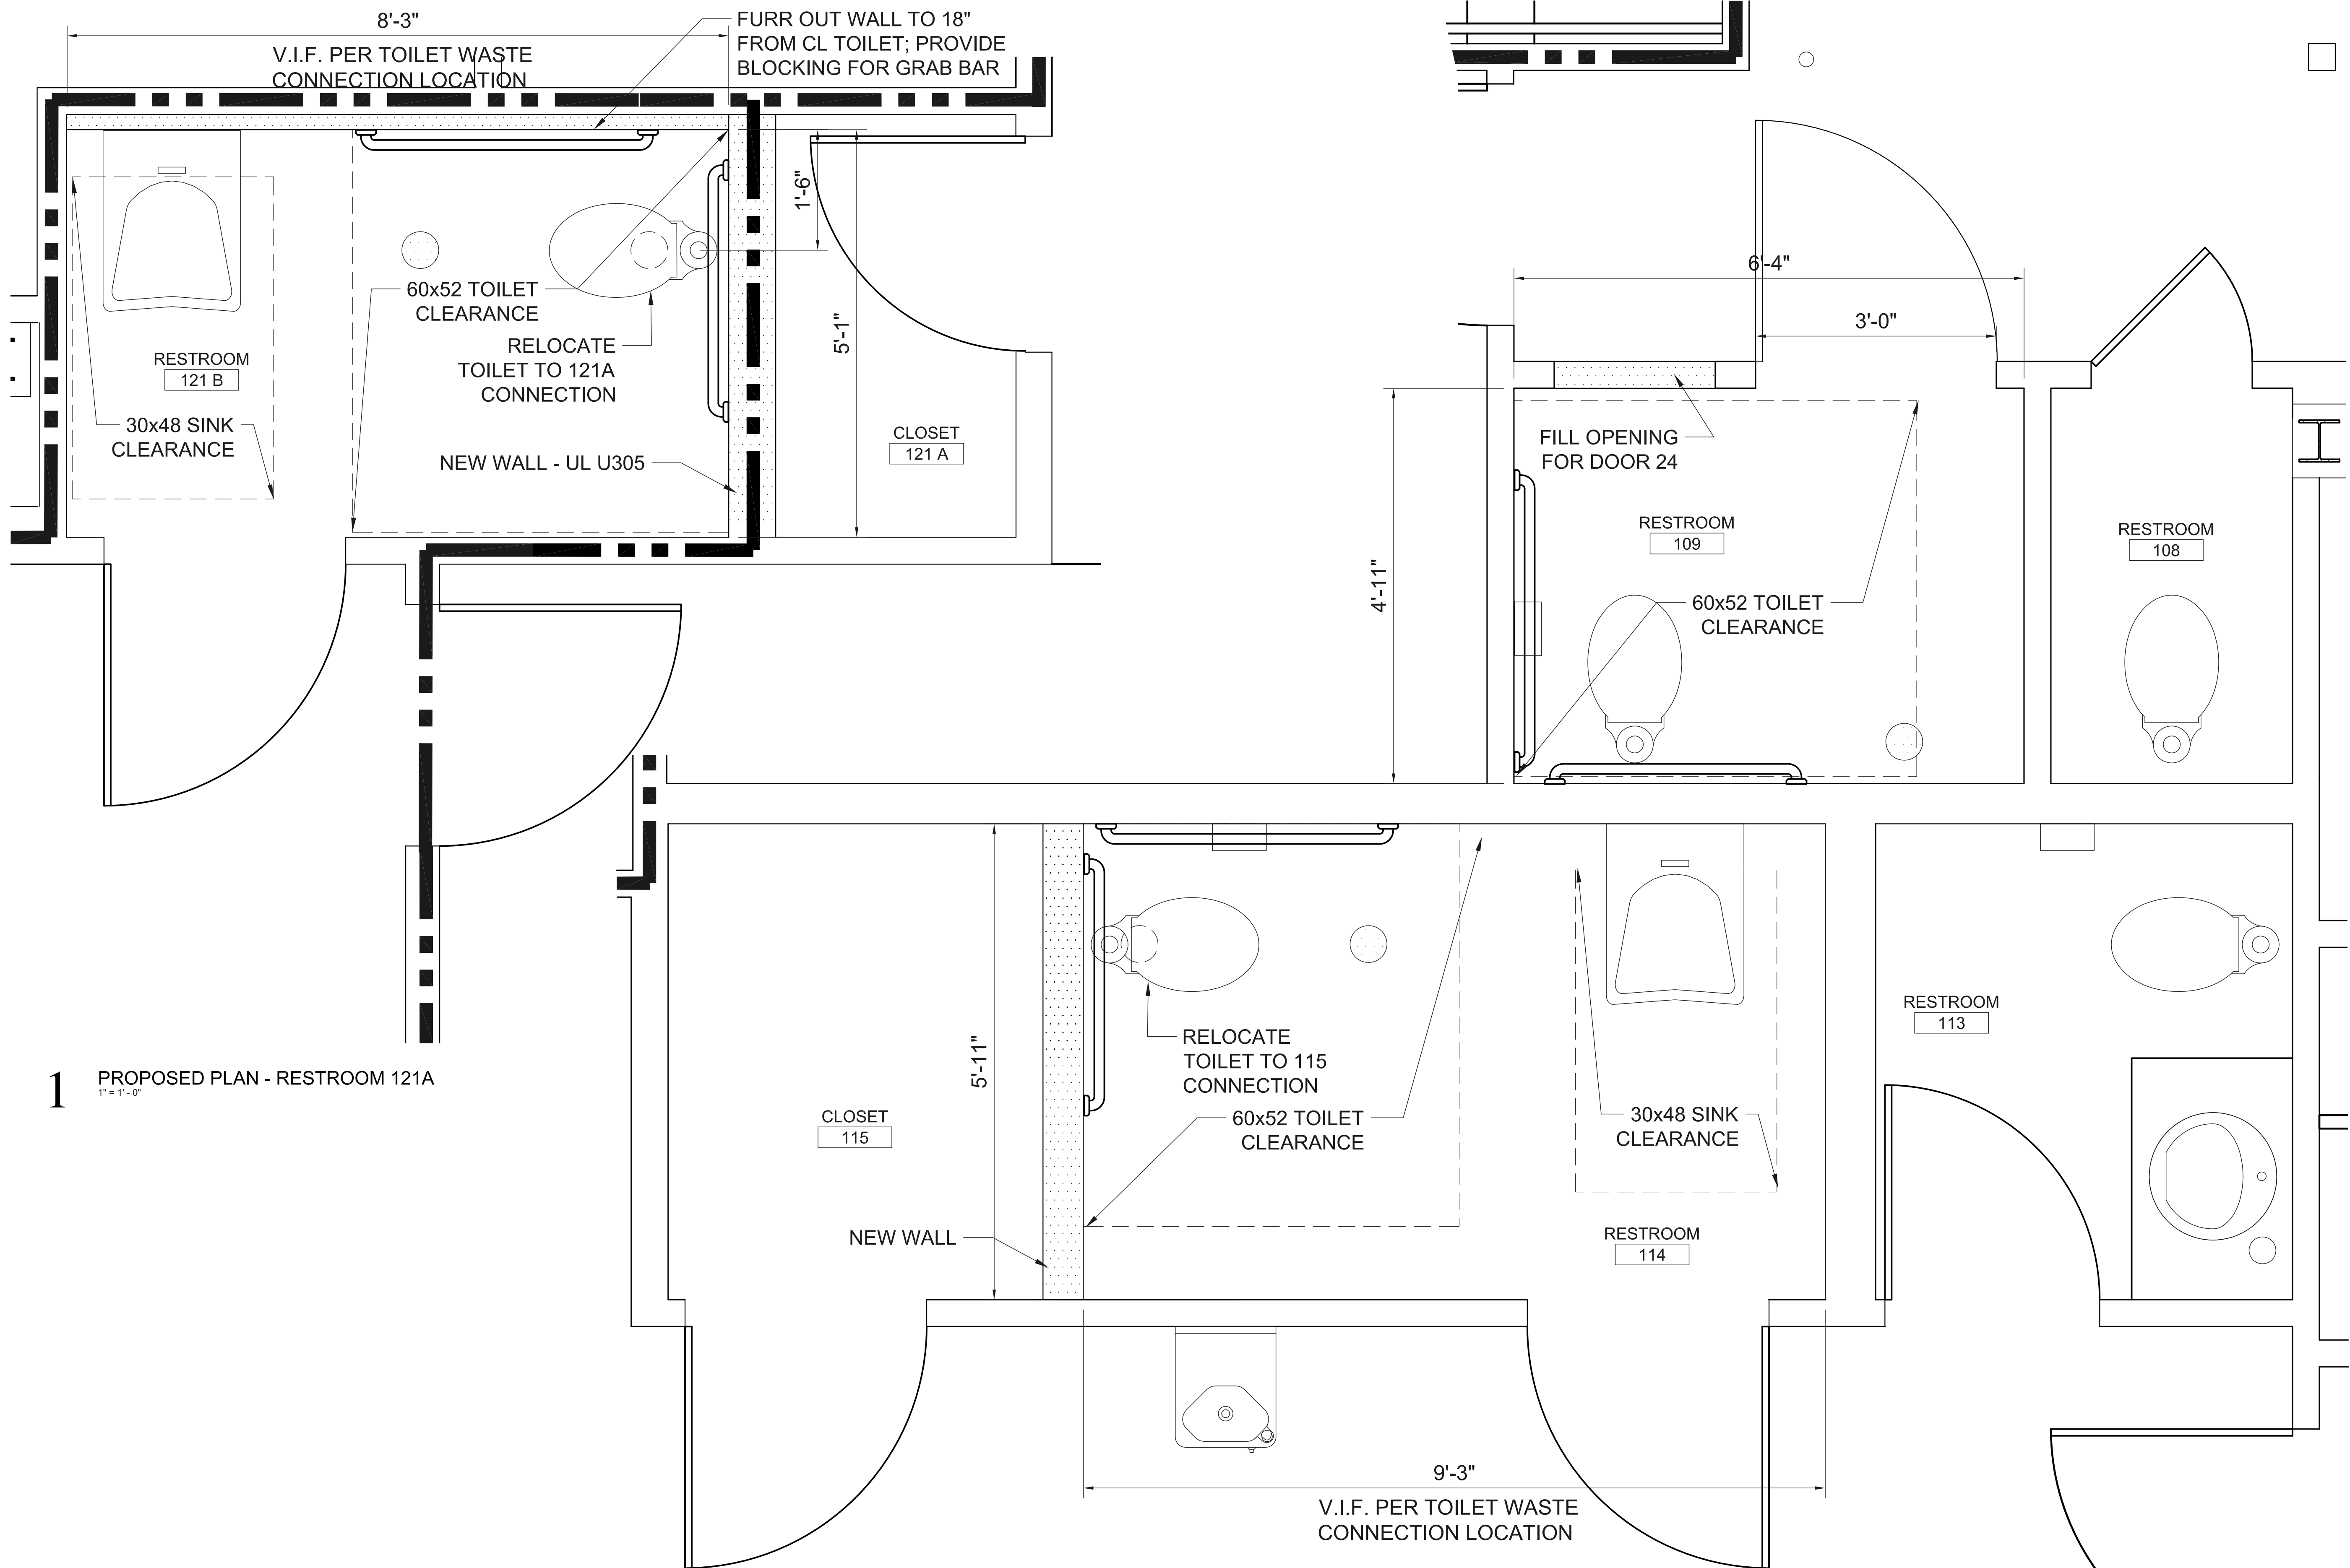 8'-3"
V.I.F. PER TOILET WASTE
CONNECTION LOCATION
FURR OUT WALL TO 18"
FROM CL TOILET; PROVIDE
BLOCKING FOR GRAB BAR
1'-6"
5'-1"
60x52 TOILET
CLEARANCE
RELOCATE
TOILET TO 121A
CONNECTION
RESTROOM
121 B
30x48 SINK
CLEARANCE
NEW WALL - UL U305
CLOSET
121 A
6'-4"
3'-0"
4'-11"
FILL OPENING
FOR DOOR 24
RESTROOM
109
60x52 TOILET
CLEARANCE
RESTROOM
108
1
PROPOSED PLAN - RESTROOM 121A
1" = 1' - 0"
5'-11"
CLOSET
115
NEW WALL
RELOCATE
TOILET TO 115
CONNECTION
60x52 TOILET
CLEARANCE
30x48 SINK
CLEARANCE
RESTROOM
114
RESTROOM
113
9'-3"
V.I.F. PER TOILET WASTE
CONNECTION LOCATION